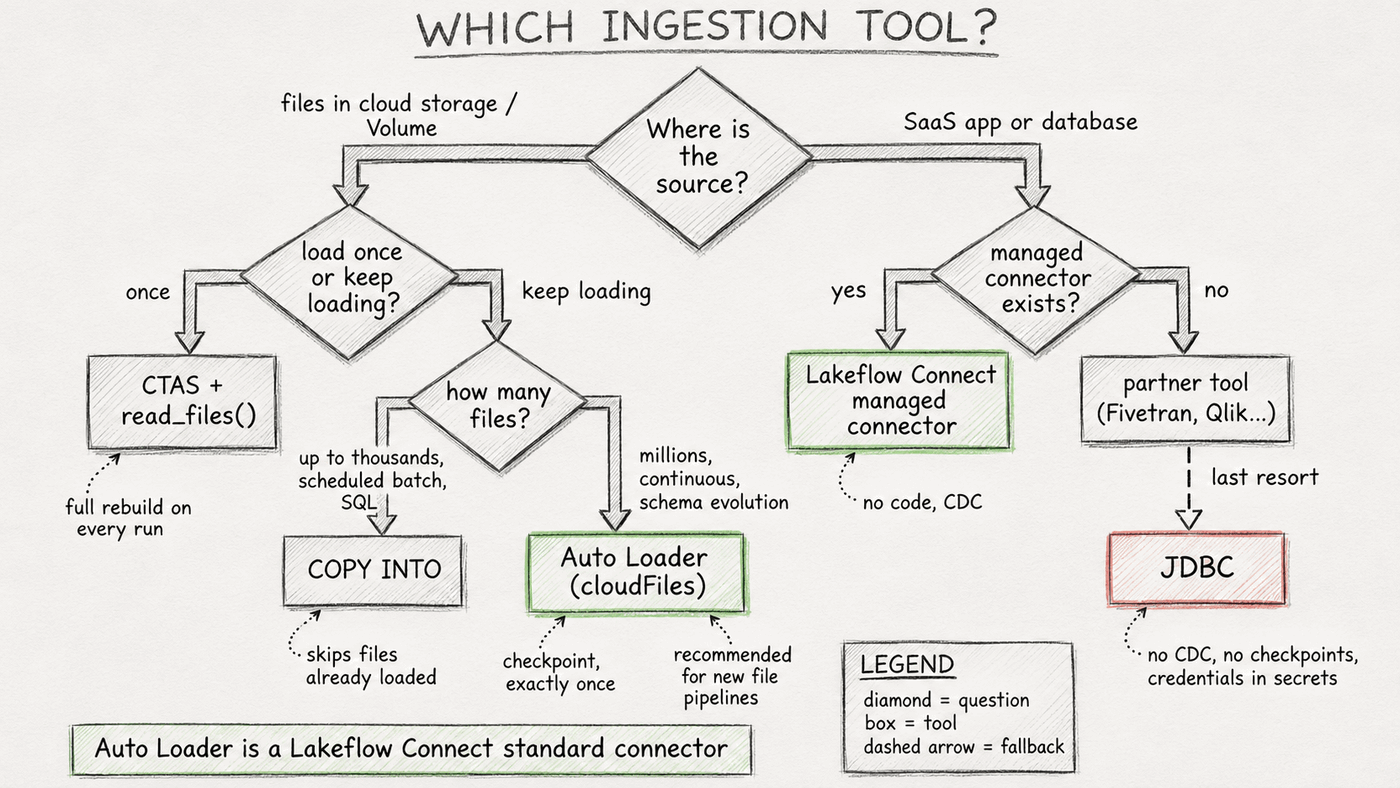 WHICH INGESTION TOOL?
files in cloud storage /
Volume
Where is
the
source?
SaaS app or database
load once
or keep
loading?
once
keep loading
managed
connector
exists?
yes
no
CTAS +
read_files()
full rebuild on
every run
how many
files?
up to thousands,
scheduled batch,
SQL
millions,
continuous,
schema evolution
COPY INTO
skips files
already loaded
Auto Loader
(cloudFiles)
checkpoint,
exactly once
recommended
for new file
pipelines
Lakeflow Connect
managed
connector
no code, CDC
partner tool
(Fivetran, Qlik...)
last resort
JDBC
no CDC, no checkpoints,
credentials in secrets
LEGEND
diamond = question
box = tool
dashed arrow = fallback
Auto Loader is a Lakeflow Connect standard connector